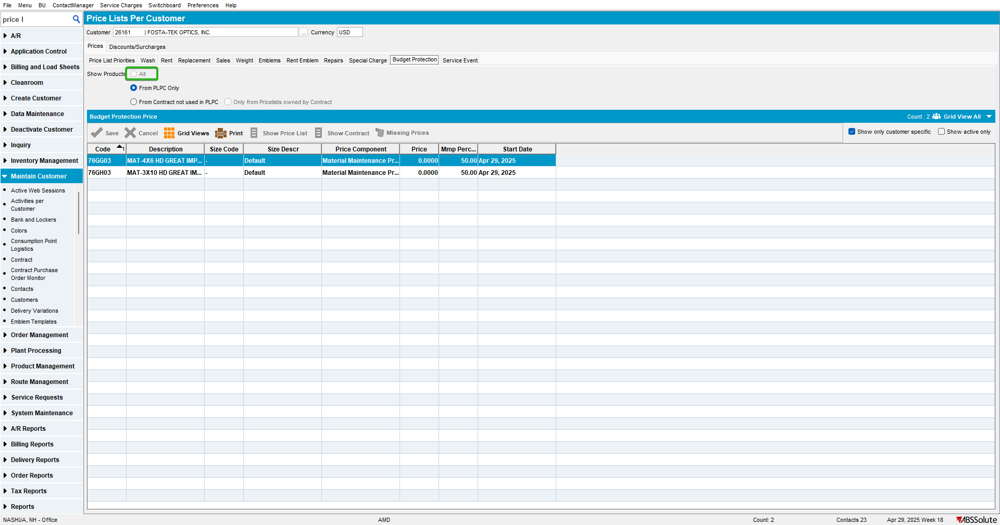 File Menu BU ContactManager Service Charges Switchboard Preferences Help
price l
Price Lists Per Customer
Customer 26161 | FOSTA-TEK OPTICS, INC. ... Currency USD
Prices Discounts/Surcharges
Price List Priorities Wash Rent Replacement Sales Weight Emblems Rent Emblem Repairs Special Charge Budget Protection Service Event
Show Products All
From PLPC Only
From Contract not used in PLPC Only from Pricelists owned by Contract
Budget Protection Price Count : 2 Grid View All
Save Cancel Grid Views Print Show Price List Show Contract Missing Prices Show only customer specific Show active only
Code 1 Description Size Code Size Descr Price Component Price Mmp Perc... Start Date
76GG03 MAT-4X6 HD GREAT IMP... - Default Material Maintenance Pr... 0.0000 50.00 Apr 29, 2025
76GH03 MAT-3X10 HD GREAT IM... - Default Material Maintenance Pr... 0.0000 50.00 Apr 29, 2025
A/R
Application Control
Billing and Load Sheets
Cleanroom
Create Customer
Data Maintenance
Deactivate Customer
Inquiry
Inventory Management
Maintain Customer
Active Web Sessions
Activities per
Customer
Bank and Lockers
Colors
Consumption Point
Logistics
Contract
Contract Purchase
Order Monitor
Contacts
Customers
Delivery Variations
Emblem Templates
Order Management
Plant Processing
Product Management
Route Management
Service Requests
System Maintenance
A/R Reports
Billing Reports
Delivery Reports
Order Reports
Tax Reports
Reports
NASHUA, NH - Office AMD Count: 2 Contacts 23 Apr 29, 2025 Week 18 ABSSolute